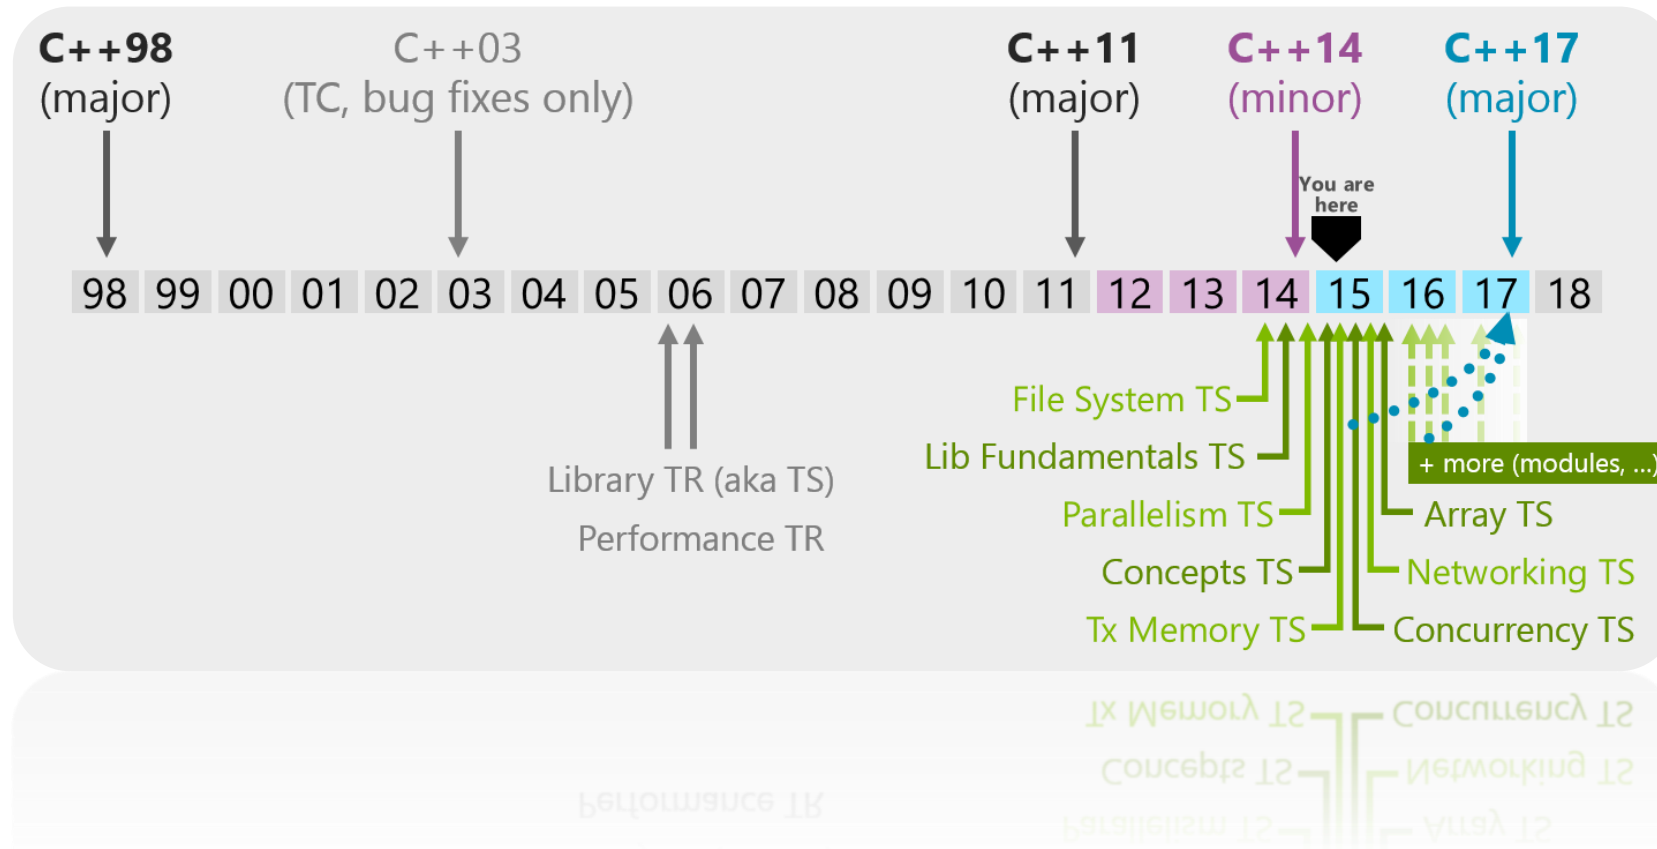 C++98
(major)
C++03
(TC, bug fixes only)
C++11
(major)
C++14
(minor)
C++17
(major)
You are
here
98 99 00 01 02 03 04 05 06 07 08 09 10 11 12 13 14 15 16 17 18
File System TS
Lib Fundamentals TS
+ more (modules, ...)
Library TR (aka TS)
Parallelism TS
Array TS
Performance TR
Concepts TS
Networking TS
Tx Memory TS
Concurrency TS